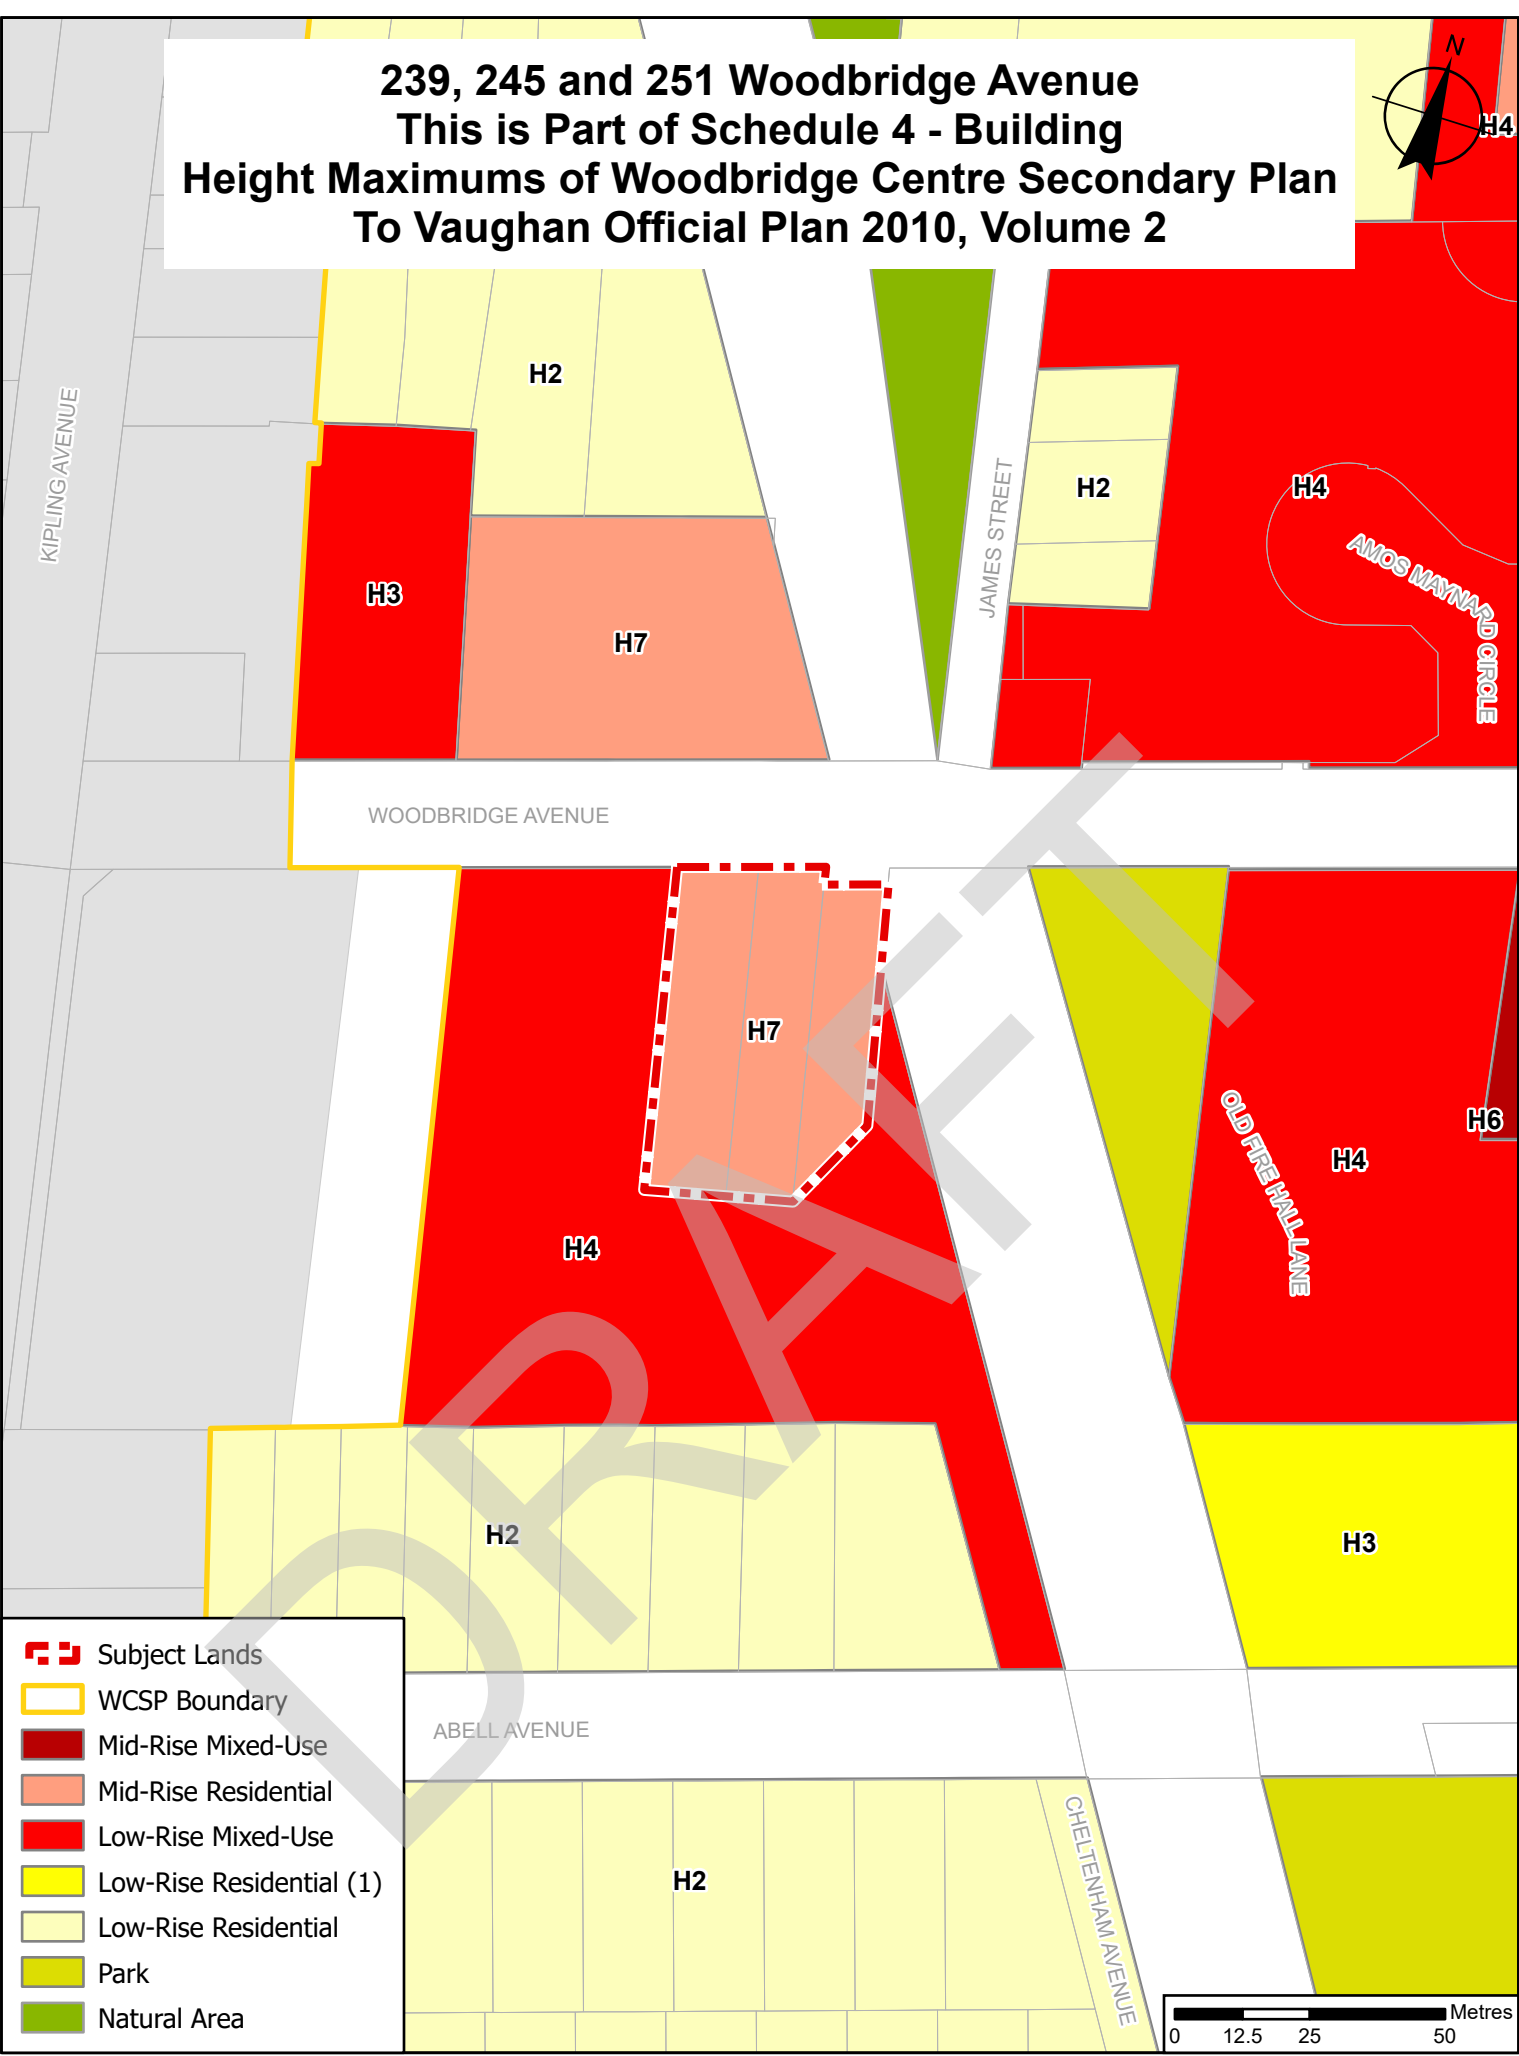 239, 245 and 251 Woodbridge Avenue
This is Part of Schedule 4 - Building
Height Maximums of Woodbridge Centre Secondary Plan
To Vaughan Official Plan 2010, Volume 2
N
H4
H2
KIPLING AVENUE
H2
H4
JAMES STREET
AMOS MAYNARD CIRCLE
H3
H7
WOODBRIDGE AVENUE
H7
H6
OLD FIRE HALL LANE
H4
H4
DRAFT
H2
H3
Subject Lands
WCSP Boundary
Mid-Rise Mixed-Use
Mid-Rise Residential
Low-Rise Mixed-Use
Low-Rise Residential (1)
Low-Rise Residential
Park
Natural Area
ABELL AVENUE
H2
CHELTENHAM AVENUE
Metres
0 12.5 25 50